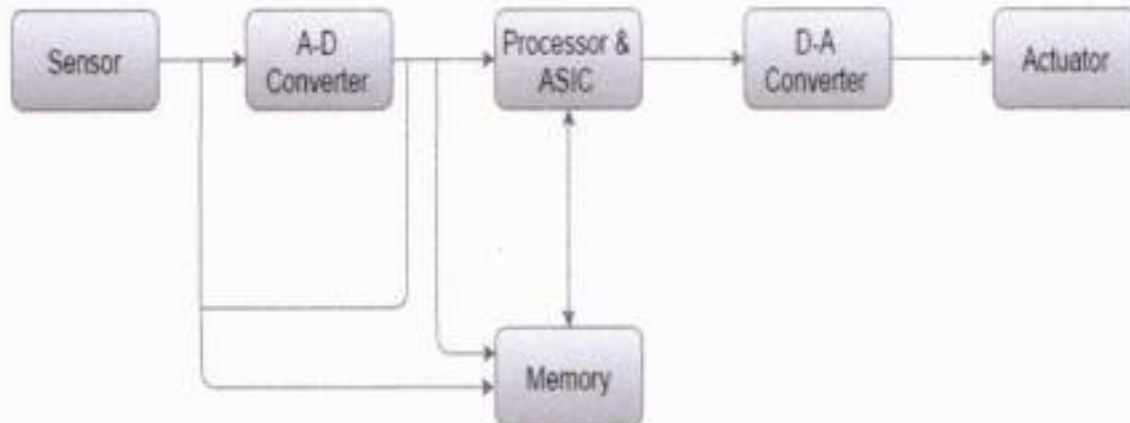 Sensor
A-D
Converter
Processor &
ASIC
D-A
Converter
Actuator
Memory